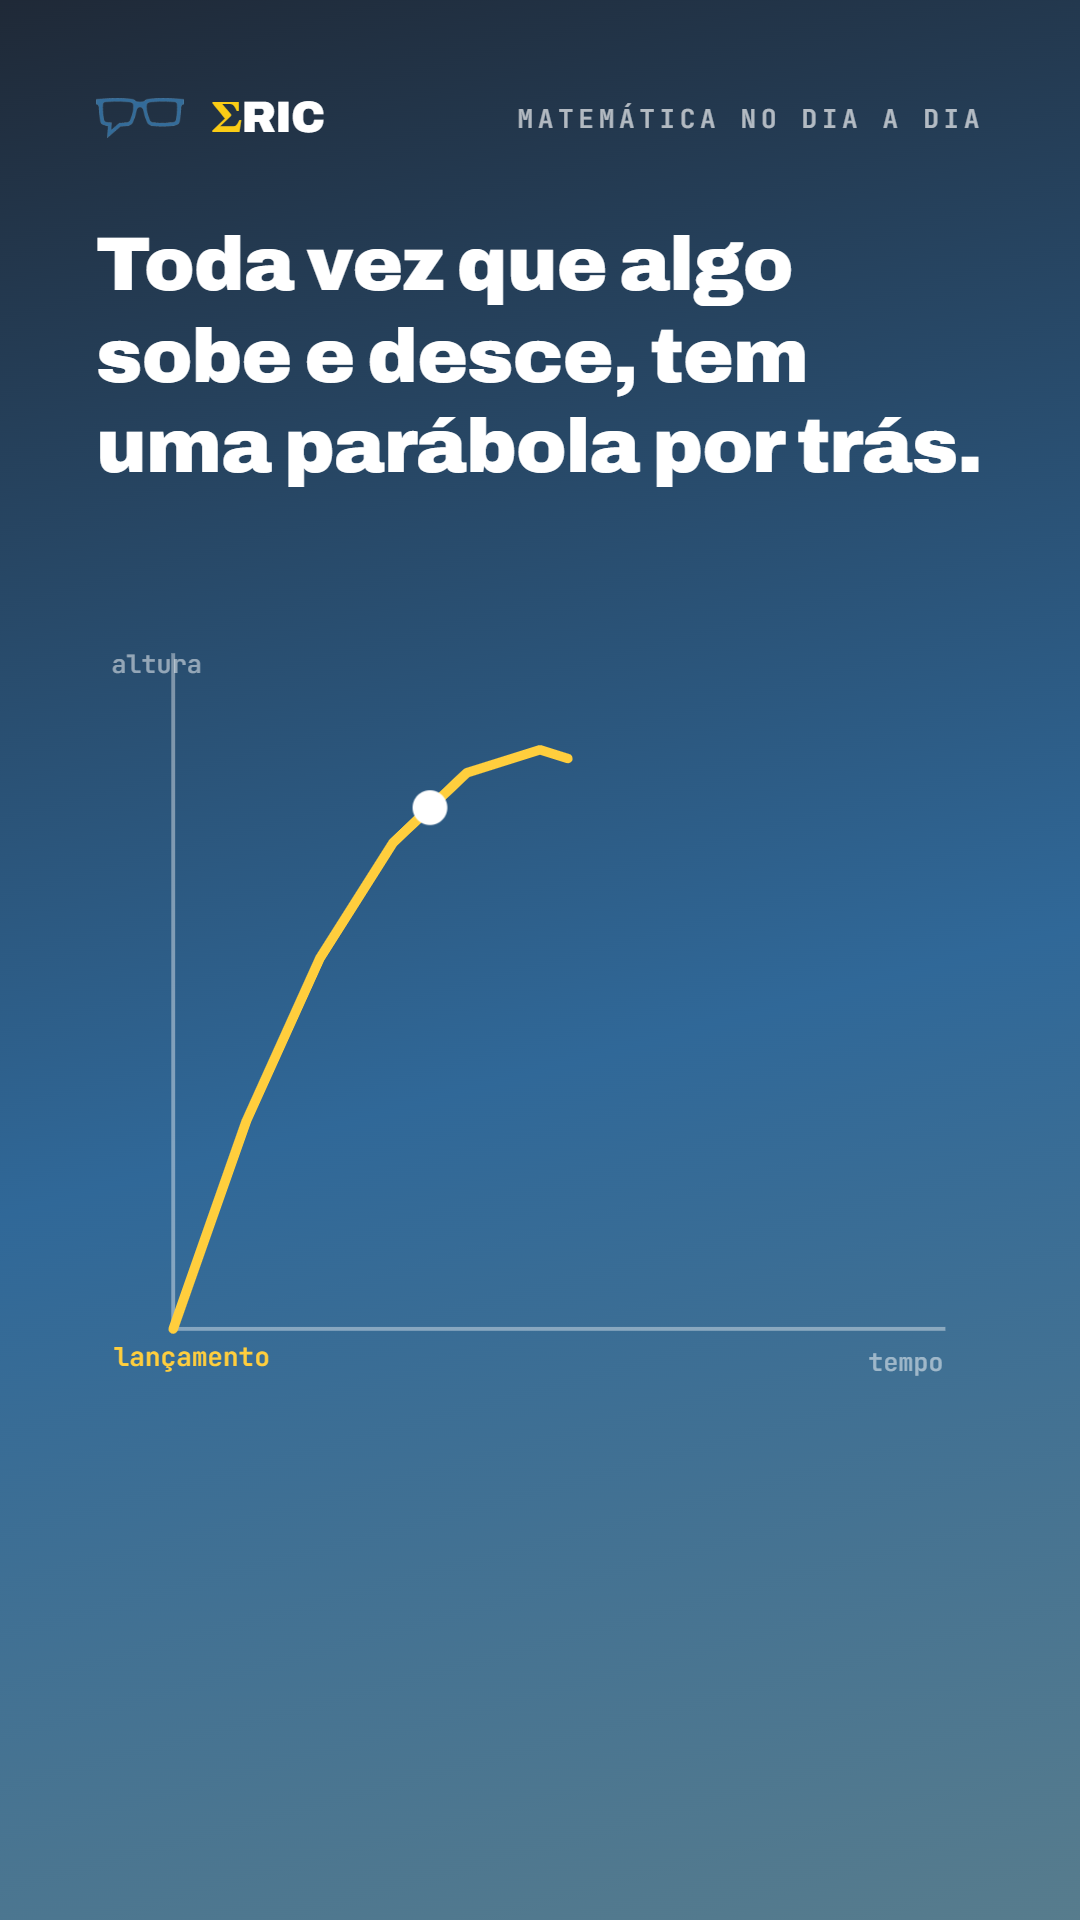 ΣRIC
MATEMÁTICA NO DIA A DIA
Toda vez que algo
sobe e desce, tem
uma parábola por trás.
altura
lançamento
tempo